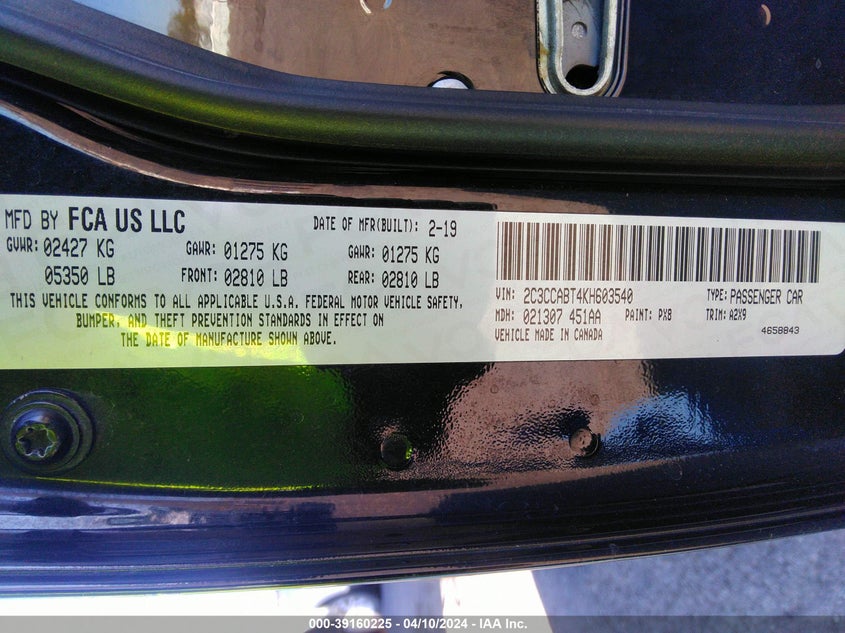 MFD BY FCA US LLC DATE OF MFR(BUILT): 2-19
GVWR: 02427 KG GAWR: 01275 KG GAWR: 01275 KG
05350 LB FRONT: 02810 LB REAR: 02810 LB
THIS VEHICLE CONFORMS TO ALL APPLICABLE U.S.A. FEDERAL MOTOR VEHICLE SAFETY,
BUMPER, AND THEFT PREVENTION STANDARDS IN EFFECT ON
THE DATE OF MANUFACTURE SHOWN ABOVE.
VIN: 2C3CCABT4KH603540 TYPE: PASSENGER CAR
MDH: 021307 451AA PAINT: PX8 TRIM: A2X9
VEHICLE MADE IN CANADA 4658843
000-39160225 - 04/10/2024 - © IAA Inc.